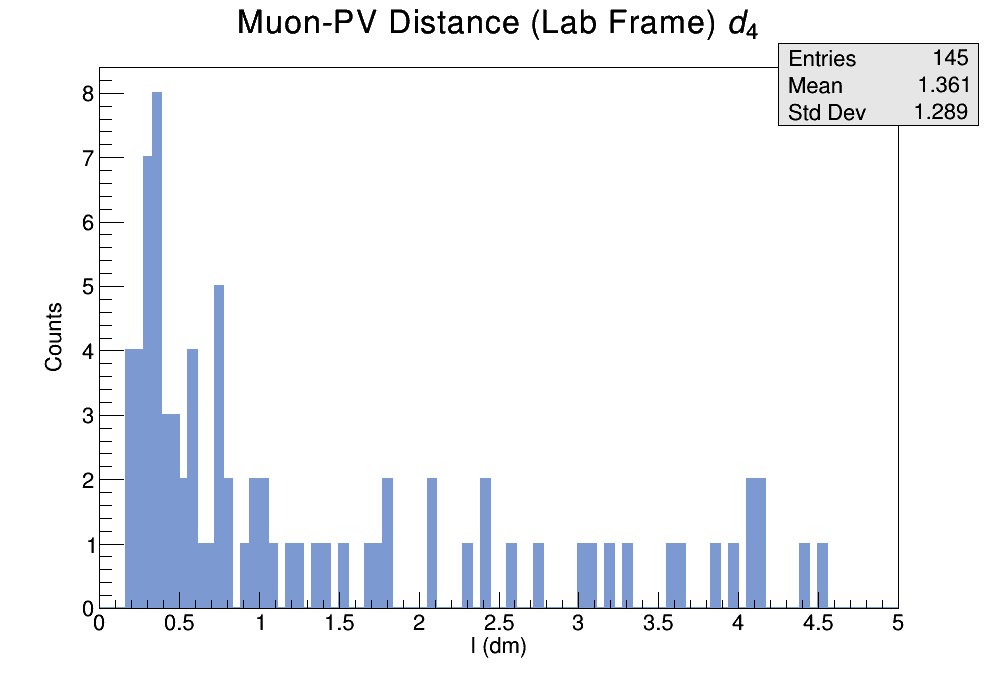 Muon-PV Distance (Lab Frame) d₄
Entries 145
Mean 1.361
Std Dev 1.289
8
7
6
5
4
3
2
1
0
Counts
0 0.5 1 1.5 2 2.5 3 3.5 4 4.5 5
l (dm)